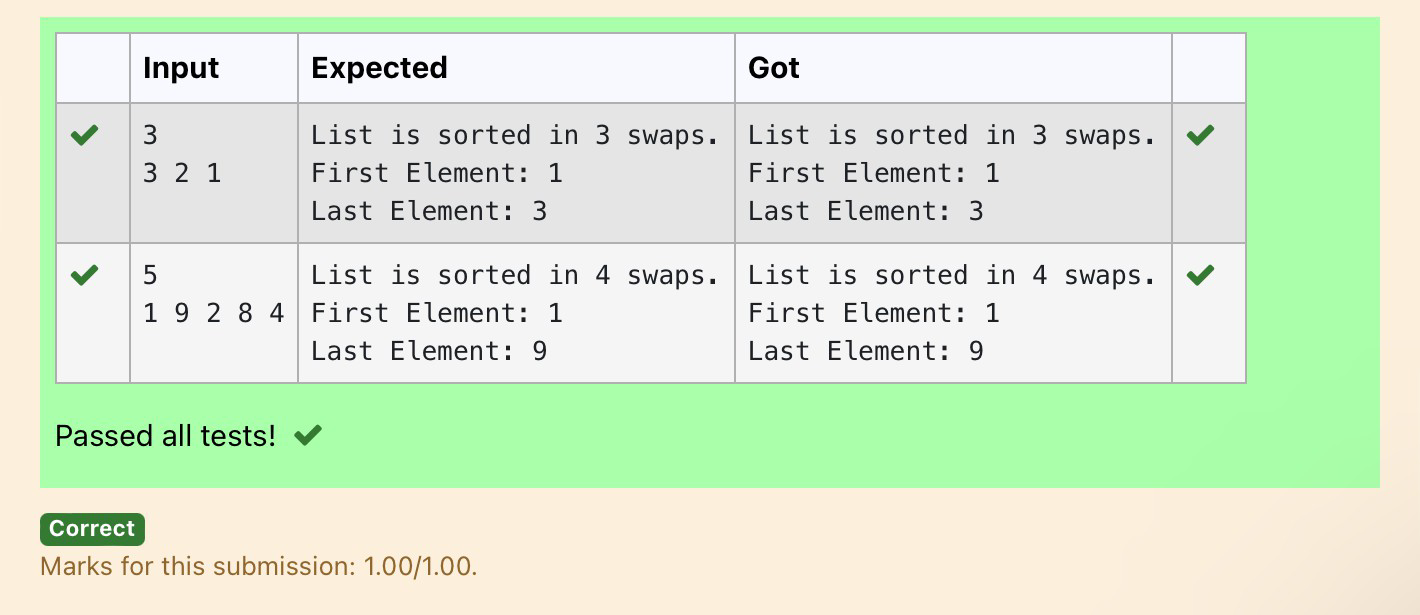 Input Expected Got
3 List is sorted in 3 swaps. List is sorted in 3 swaps.
3 2 1 First Element: 1 First Element: 1
Last Element: 3 Last Element: 3
5 List is sorted in 4 swaps. List is sorted in 4 swaps.
1 9 2 8 4 First Element: 1 First Element: 1
Last Element: 9 Last Element: 9
Passed all tests!
Correct
Marks for this submission: 1.00/1.00.